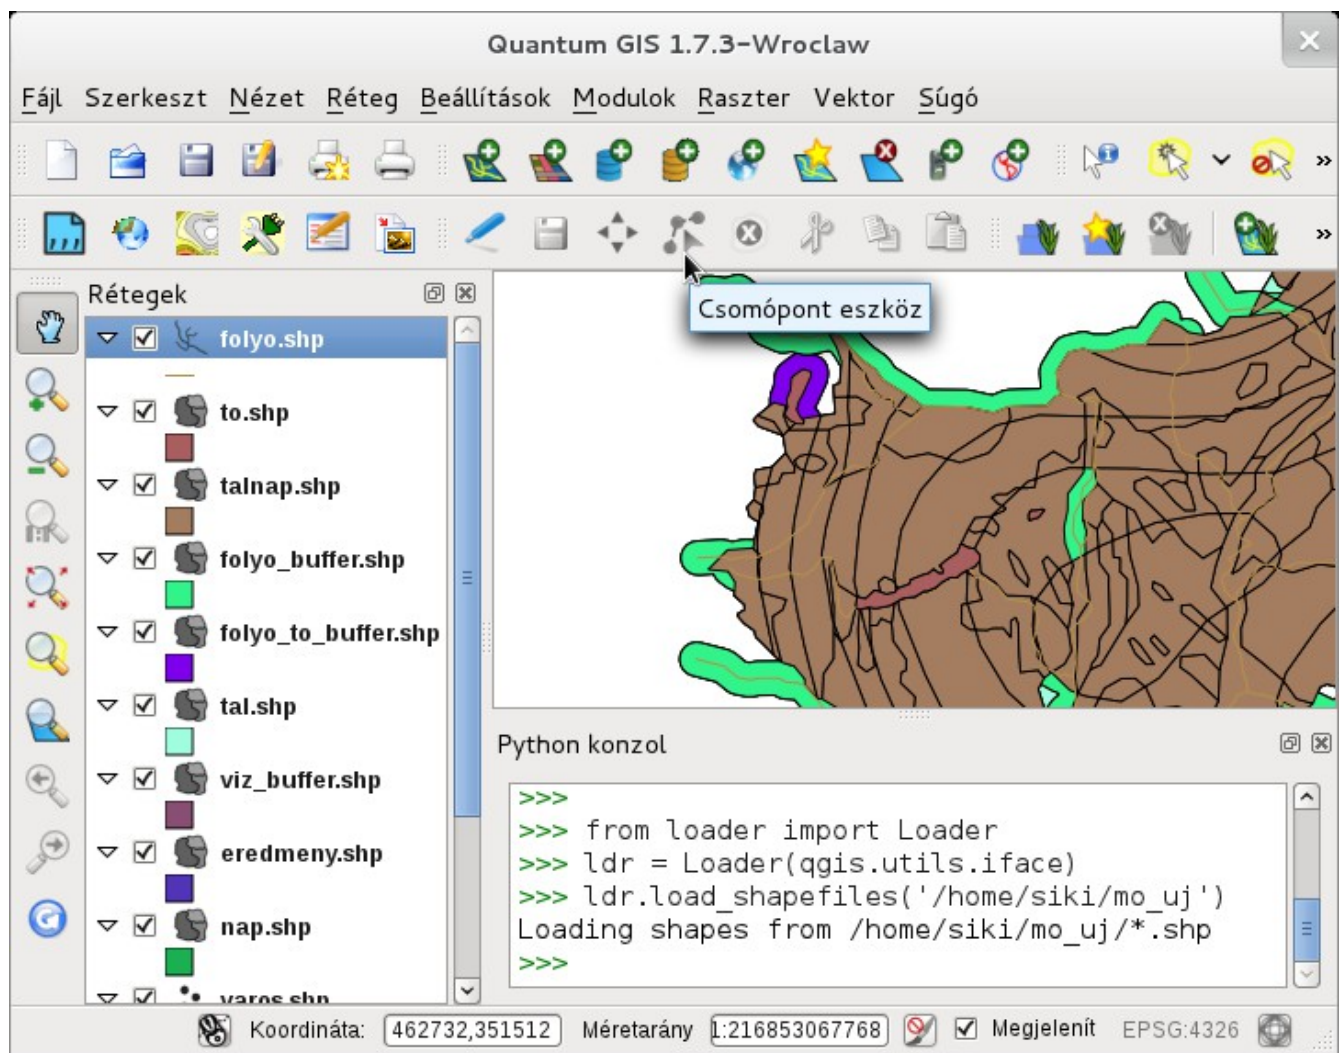 Quantum GIS 1.7.3-Wroclaw
Fájl Szerkeszt Nézet Réteg Beállítások Modulok Raszter Vektor Súgó
Rétegek
Csomópont eszköz
folyo.shp
to.shp
talnap.shp
folyo_buffer.shp
folyo_to_buffer.shp
tal.shp
viz_buffer.shp
eredmeny.shp
nap.shp
varos.shp
Python konzol
>>>
>>> from loader import Loader
>>> ldr = Loader(qgis.utils.iface)
>>> ldr.load_shapefiles('/home/siki/mo_uj')
Loading shapes from /home/siki/mo_uj/*.shp
>>>
Koordináta: 462732,351512 Méretarány 1:216853067768 Megjelenít EPSG:4326